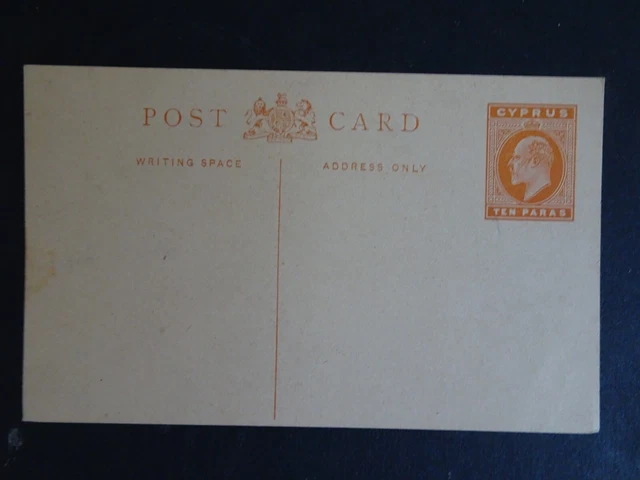 POST CARD
WRITING SPACE
ADDRESS ONLY
CYPRUS
TEN PARAS